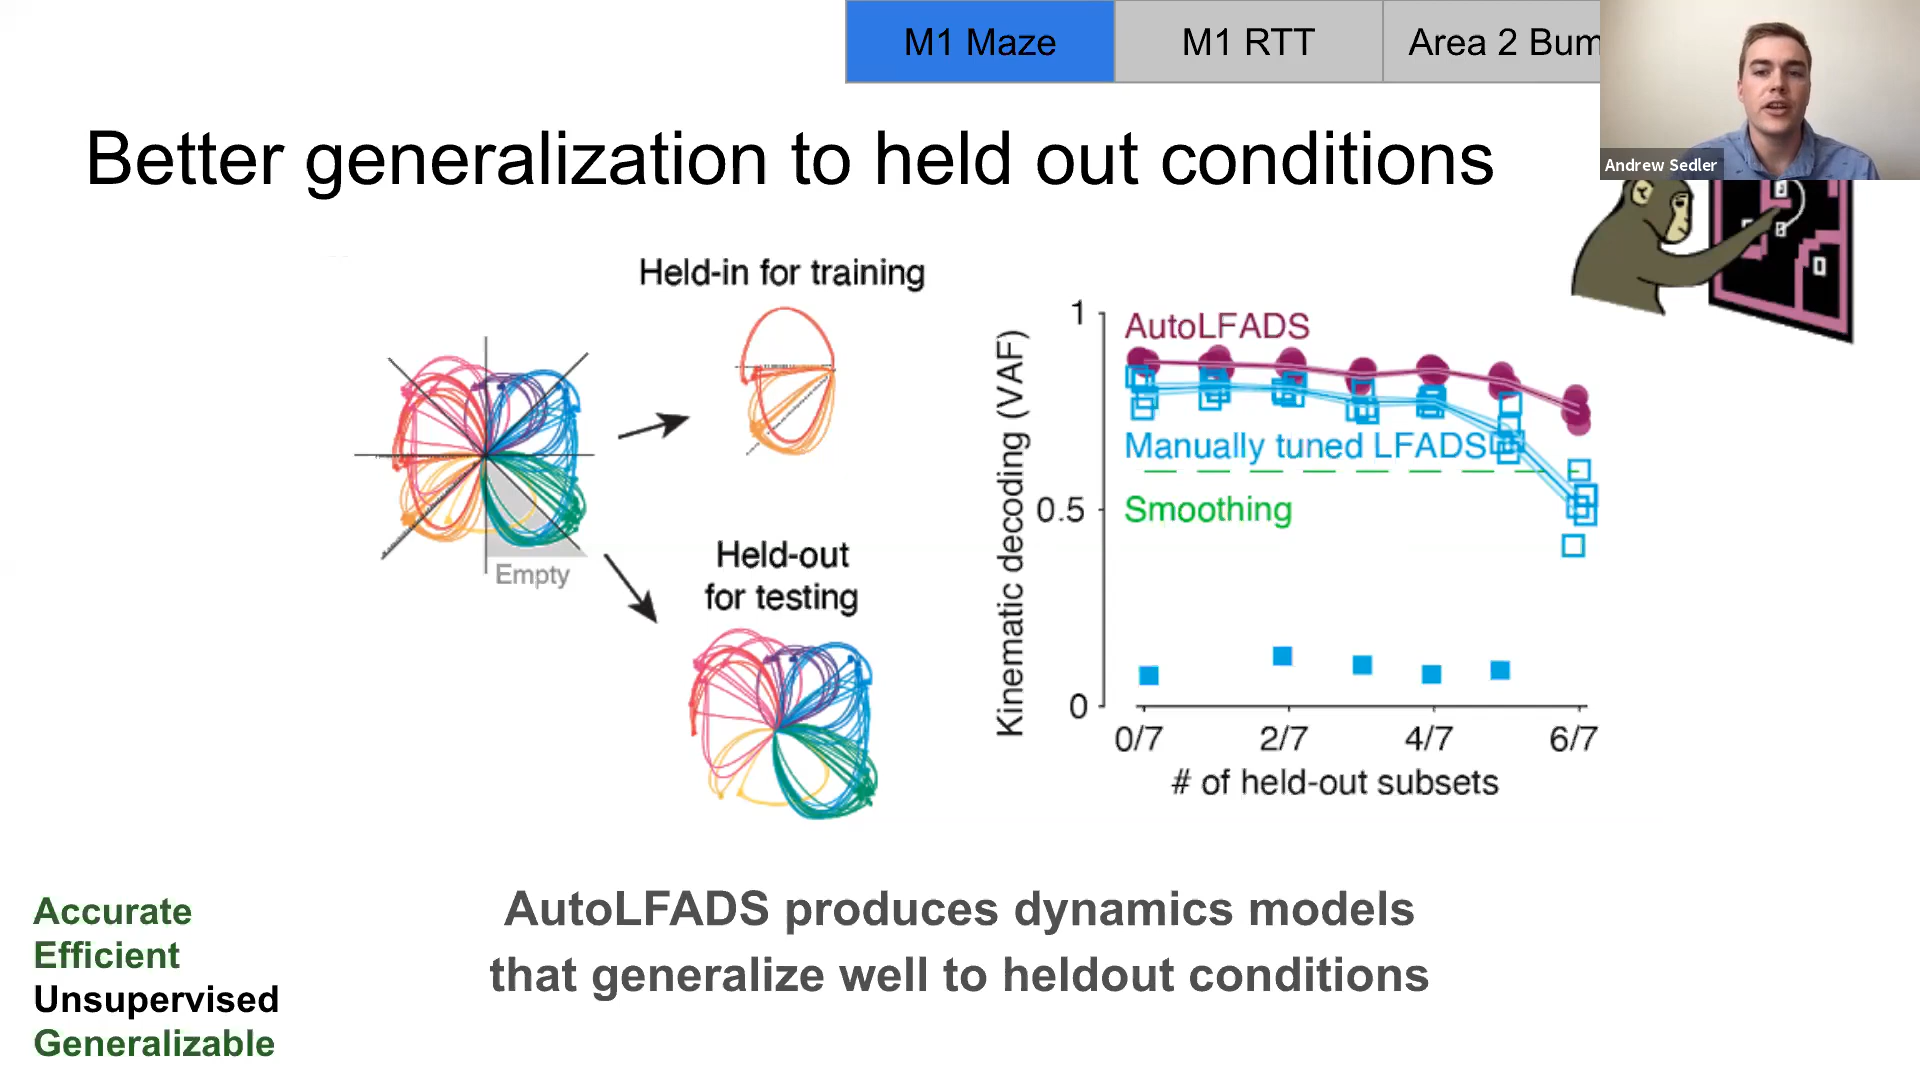 M1 Maze
M1 RTT
Area 2 Bum
Andrew Sedler
Better generalization to held out conditions
Held-in for training
Empty
Held-out
for testing
Kinematic decoding (VAF)
1
0.5
0
AutoLFADS
Manually tuned LFADS
Smoothing
0/7
2/7
4/7
6/7
# of held-out subsets
Accurate
Efficient
Unsupervised
Generalizable
AutoLFADS produces dynamics models
that generalize well to heldout conditions